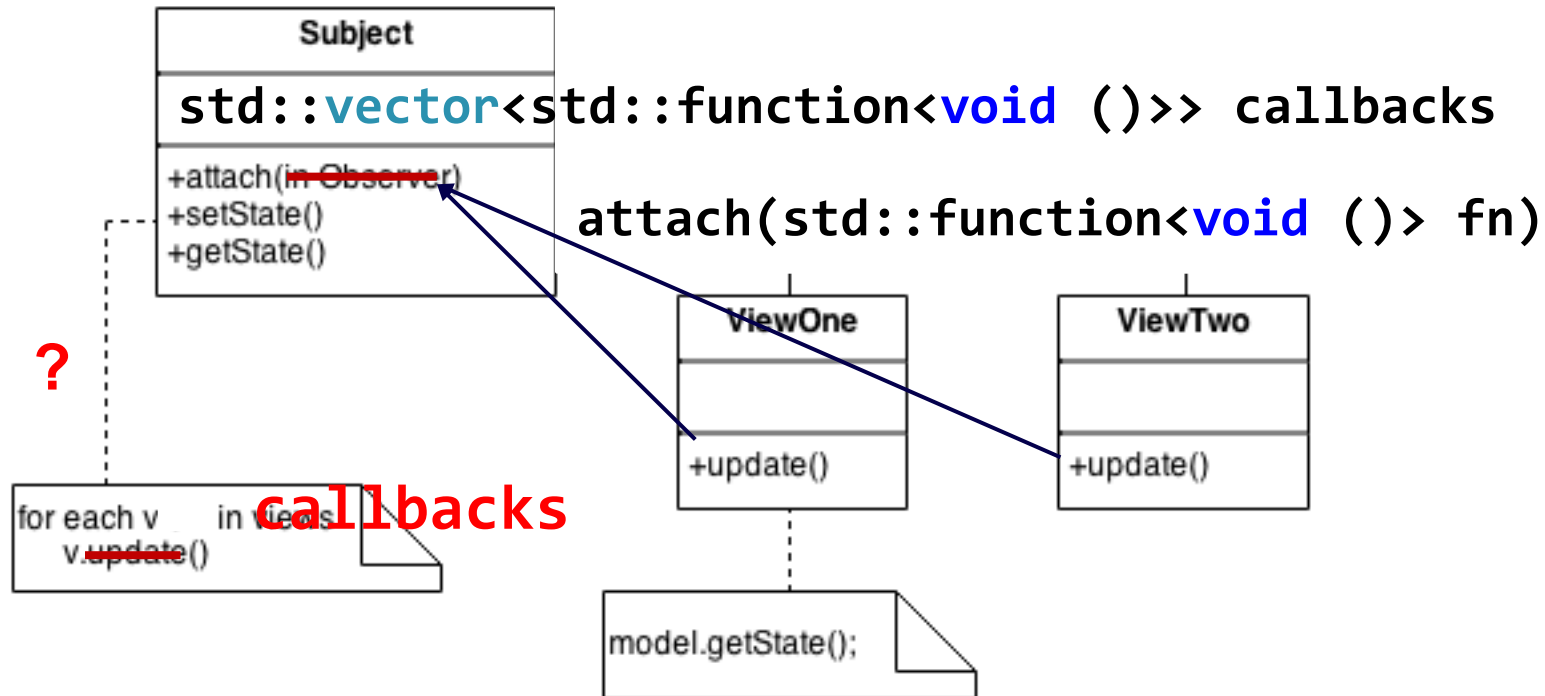 Subject
std::vector<std::function<void ()>> callbacks
+attach(in Observer)
+setState()
+getState()
attach(std::function<void ()> fn)
ViewOne
ViewTwo
?
+update()
+update()
for each v in views
callbacks
v.update()
model.getState();